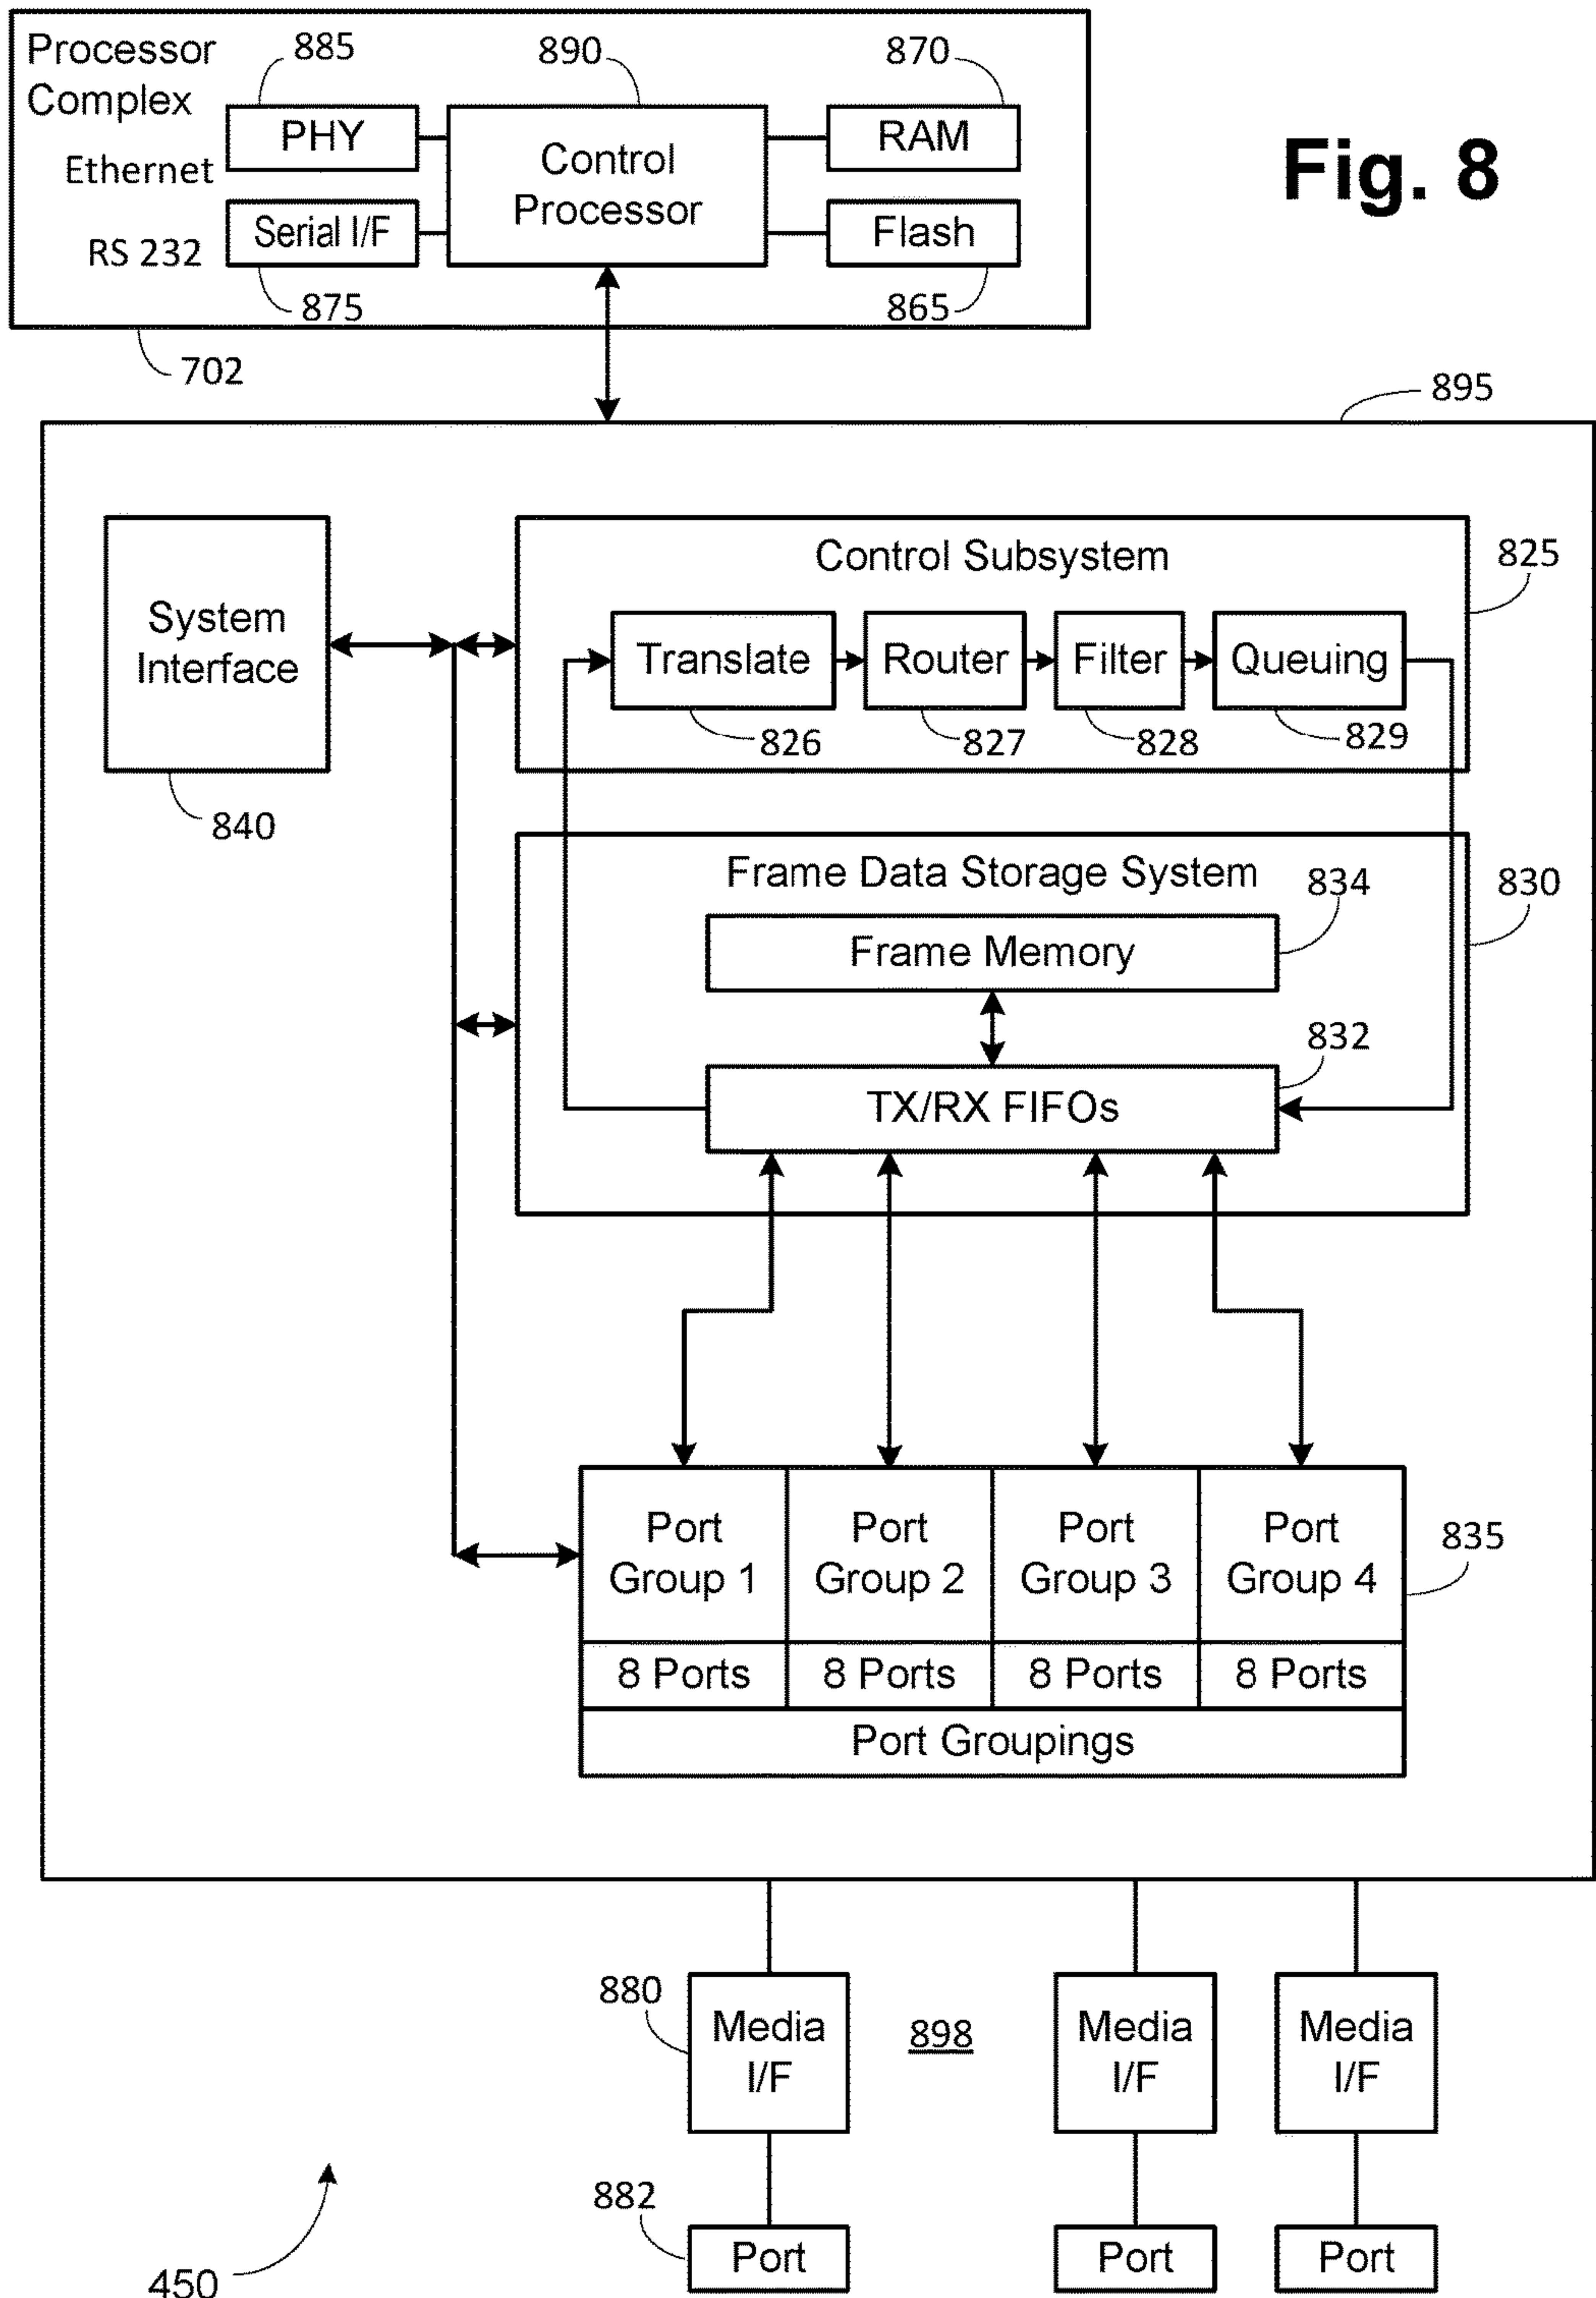 Processor
Complex
885
890
870
PHY
Control
Processor
RAM
Fig. 8
Ethernet
Serial I/F
Flash
RS 232
875
865
702
895
System
Interface
840
Control Subsystem
825
Translate
Router
Filter
Queuing
826
827
828
829
Frame Data Storage System
834
830
Frame Memory
832
TX/RX FIFOs
Port
Group 1
Port
Group 2
Port
Group 3
Port
Group 4
835
8 Ports
8 Ports
8 Ports
8 Ports
Port Groupings
880
Media
I/F
898
Media
I/F
Media
I/F
882
Port
Port
Port
450